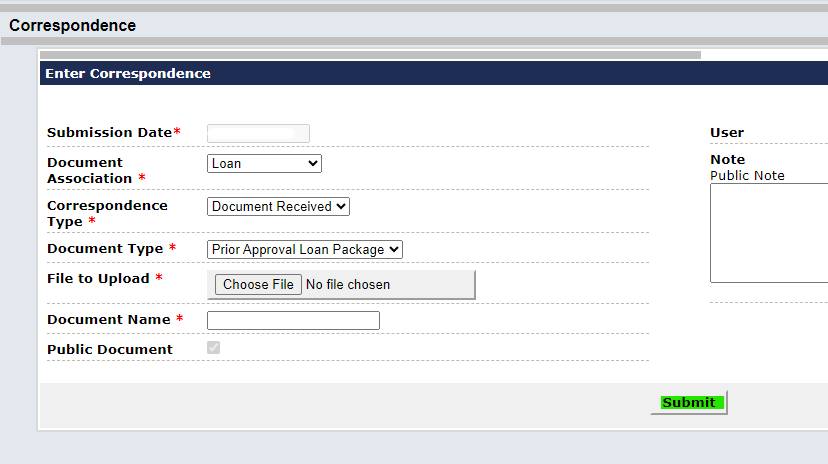 Correspondence
Enter Correspondence
Submission Date*
User
Document Association *
Loan
Note
Public Note
Correspondence Type *
Document Received
Document Type *
Prior Approval Loan Package
File to Upload *
Choose File No file chosen
Document Name *
Public Document
Submit